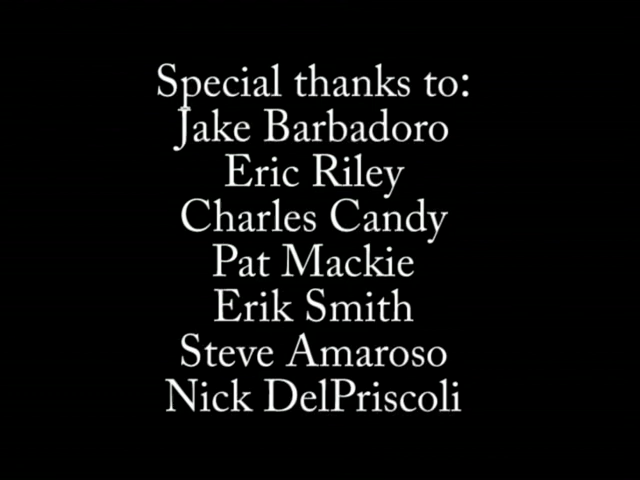 Special thanks to:
Jake Barbadoro
Eric Riley
Charles Candy
Pat Mackie
Erik Smith
Steve Amaroso
Nick DelPriscoli